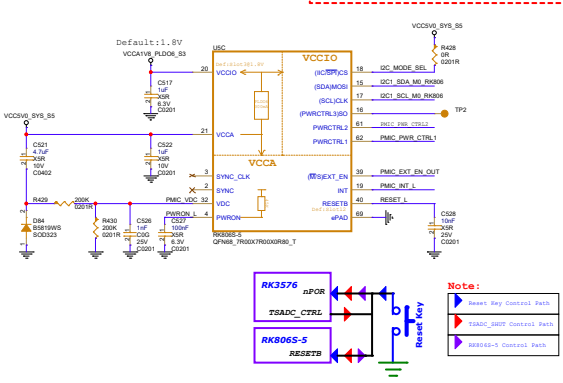 VCC5V0_SYS_S5
Default:1.8V
VCCA1V8_PLDO6_S3
U5C
R428
0R
0201R
VCCIO
20
VCCIO
(IIC/SPI)CS
18
I2C_MODE_SEL
(SDA)MOSI
15
I2C1_SDA_M0_RK806
(SCL)CLK
17
I2C1_SCL_M0_RK806
(PWRCTRL3)SO
16
TP2
PWRCTRL2
61
PMIC_PWR_CTRL2
PWRCTRL1
62
PMIC_PWR_CTRL1
C517
1uF
X5R
6.3V
C0201
VCC5V0_SYS_S5
21
VCCA
VCCA
C521
4.7uF
X5R
10V
C0402
C522
1uF
X5R
10V
C0201
3
SYNC_CLK
2
SYNC
PMIC_VDC
32
VDC
PWRON_L
4
PWRON
(M/S)EXT_EN
39
PMIC_EXT_EN_OUT
INT
19
PMIC_INT_L
RESETB
40
RESET_L
ePAD
69
R429
200K
0201R
D84
B5819WS
SOD323
R430
200K
0201R
C526
1nF
C0G
25V
C0201
C527
100nF
X5R
6.3V
C0201
C528
10nF
X5R
25V
C0201
RK806S-5
QFN68_7R00X7R00X0R80_T
RK3576
nPOR
TSADC_CTRL
RK806S-5
RESETB
Reset Key
Note:
Reset Key Control Path
TSADC_SHUT Control Path
RK806S-5 Control Path